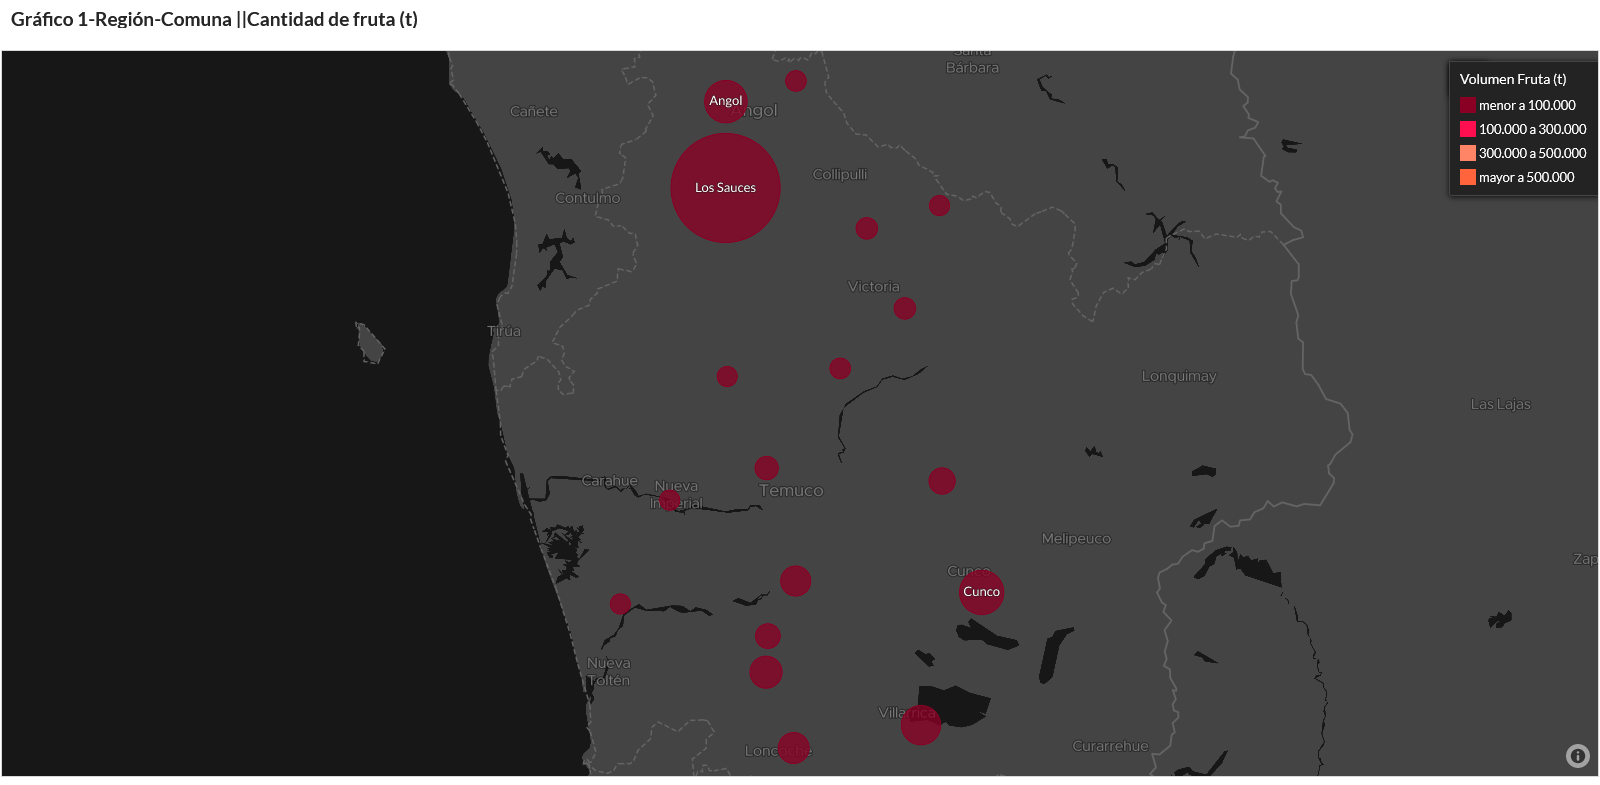 Gráfico 1-Región-Comuna ||Cantidad de fruta (t)
Santa
Bárbara
Volumen Fruta (t)
menor a 100.000
100.000 a 300.000
300.000 a 500.000
mayor a 500.000
Cañete
Angol
Angol
Collipulli
Los Sauces
Contulmo
Victoria
Tirúa
Lonquimay
Las Lajas
Carahue
Nueva
Imperial
Temuco
Melipeuco
Zap
Cunco
Cunco
Nueva
Toltén
Villarrica
Loncoche
Curarrehue